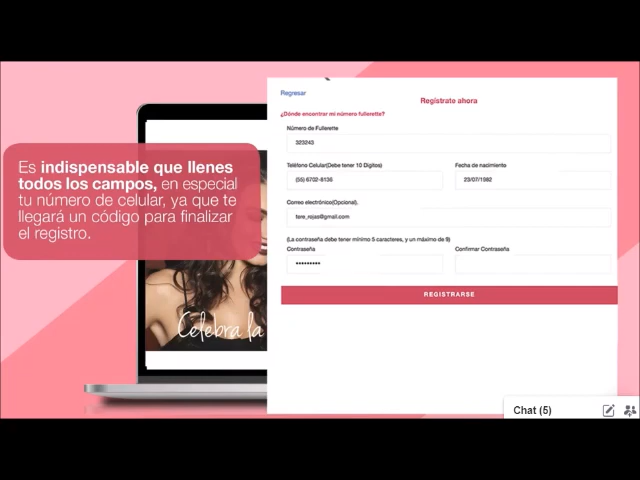 Regresar
Regístrate ahora
¿Dónde encontrar mi número fullerette?
Número de Fullerette
323243
Teléfono Celular(Debe tener 10 Dígitos)
Fecha de nacimiento
(55) 6702-8136
23/07/1982
Correo electrónico(Opcional).
tere_rojas@gmail.com
(La contraseña debe tener mínimo 5 caracteres, y un máximo de 9)
Contraseña
Confirmar Contraseña
•••••••••
REGISTRARSE
Es indispensable que llenes
todos los campos, en especial
tu número de celular, ya que te
llegará un código para finalizar
el registro.
Celebra la
Chat (5)